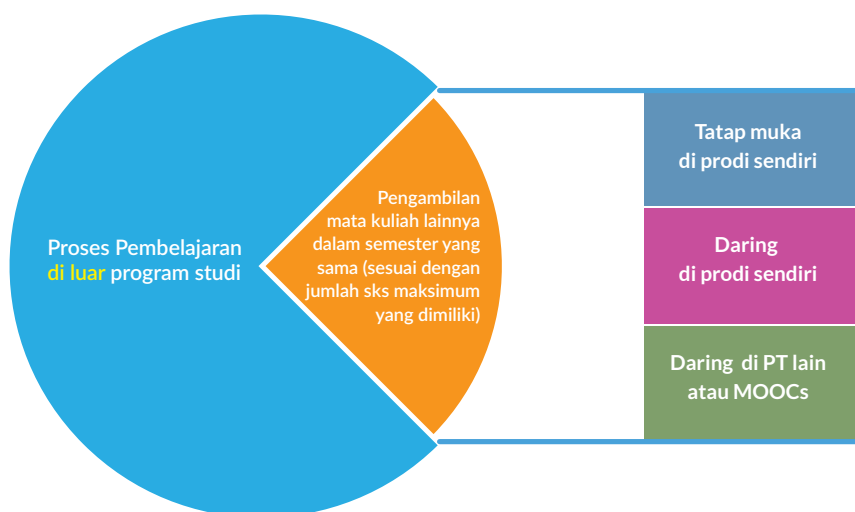 Proses Pembelajaran
di luar program studi
Pengambilan
mata kuliah lainnya
dalam semester yang
sama (sesuai dengan
jumlah sks maksimum
yang dimiliki)
Tatap muka
di prodi sendiri
Daring
di prodi sendiri
Daring di PT lain
atau MOOCs